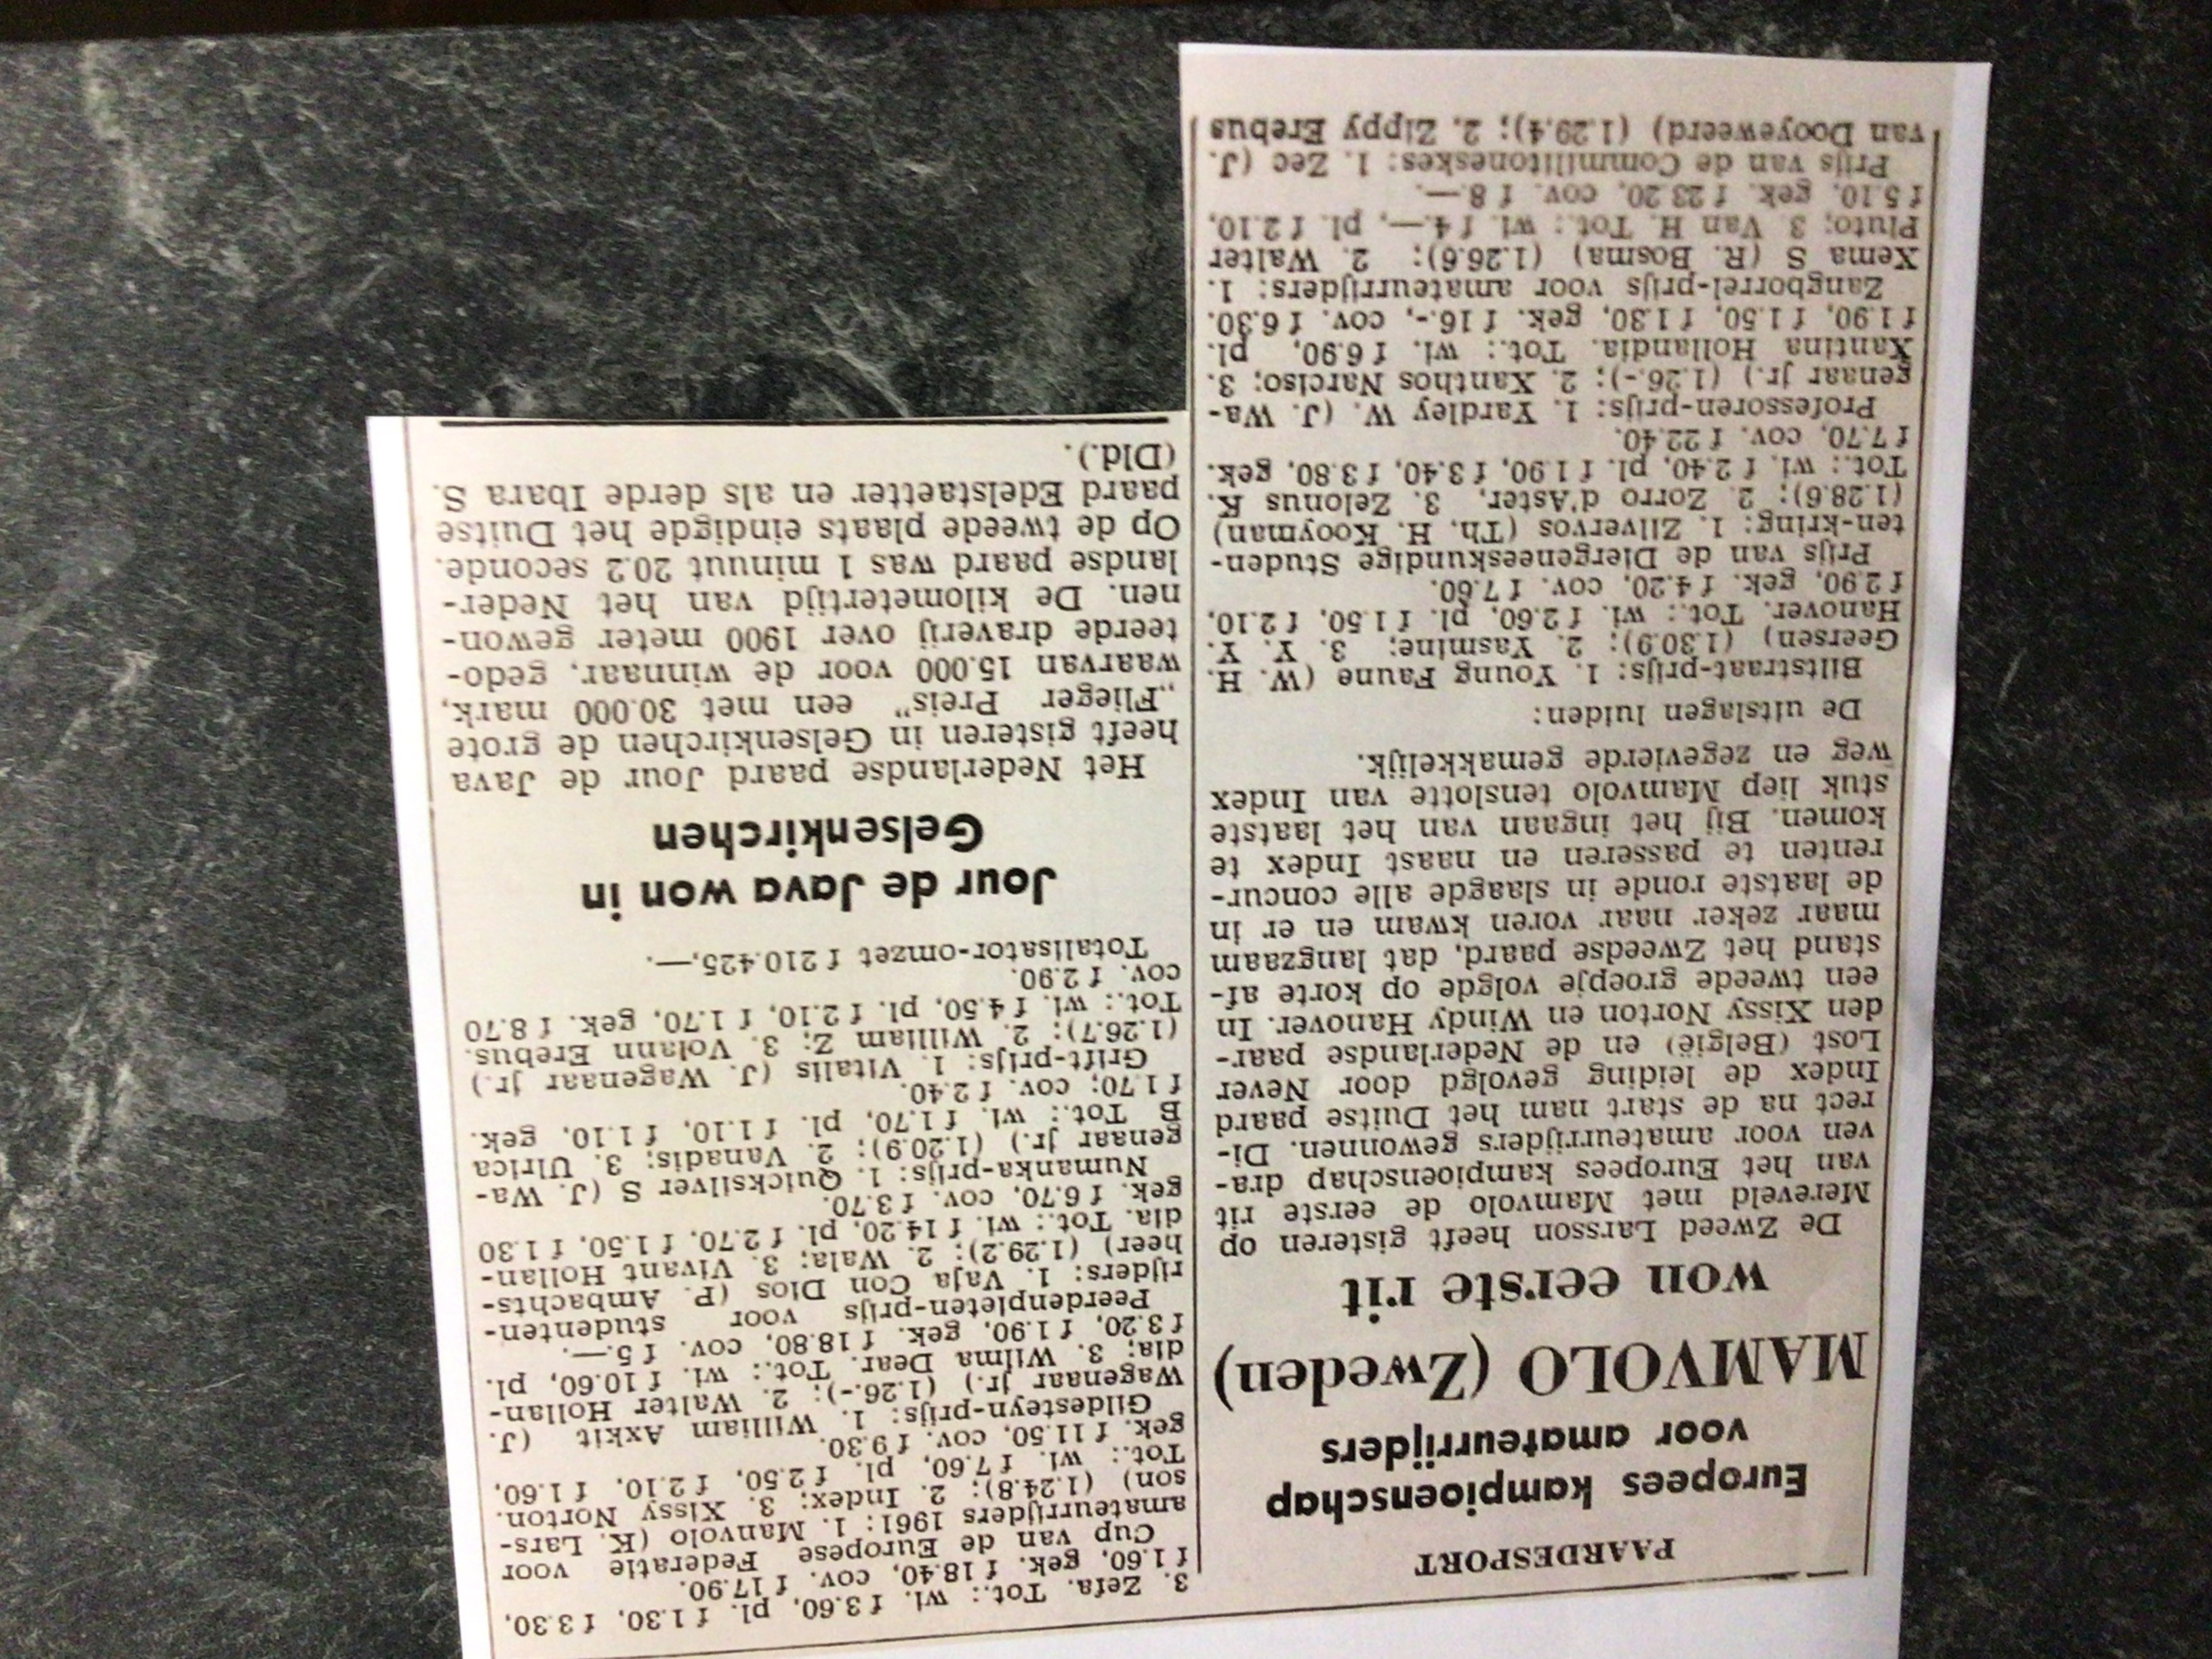 PAARDESPORT
Europees kampioenschap
voor amateurrijders
MAMVOLO (Zweden)
won eerste rit
De Zweed Larsson heeft gisteren op
Mereveld met Mamvolo de eerste rit
van het Europees kampioenschap dra-
ven voor amateurrijders gewonnen. Di-
rect na de start nam het Duitse paard
Index de leiding gevolgd door Never
Lost (België) en de Nederlandse paar-
den Xissy Norton en Windy Hanover. In
een tweede groepje volgde op korte af-
stand het Zweedse paard, dat langzaam
maar zeker naar voren kwam en er in
de laatste ronde in slaagde alle concur-
renten te passeren en naast Index te
komen. Bij het ingaan van het laatste
stuk liep Mamvolo tenslotte van Index
weg en zegevierde gemakkelijk.
De uitslagen luiden:
Biltstraat-prijs: 1. Young Faune (W. H.
Geersen) (1.30.9); 2. Yasmine; 3. Y. Y.
Hanover. Tot.: wi. f 2.60, pl. f 1.50, f 2.10,
f 2.90, gek. f 4.20, cov. f 7.60.
Prijs van de Diergeneeskundige Studen-
ten-kring: 1. Zilvervos (Th. H. Kooyman)
(1.28.6); 2. Zorro d'Aster, 3. Zelonus K.
Tot.: wi. f 2.40, pl. f 1.90, f 3.40, f 3.80, gek.
f 7.70, cov. f 22.40.
Professoren-prijs: 1. Yardley W. (J. Wa-
genaar jr.) (1.26.-); 2. Xanthos Narciso; 3.
Xantina Hollandia. Tot.: wi. f 6.90, pl.
f 1.90, f 1.50, f 1.30, gek. f 16.-, cov. f 6.30.
Zangborrel-prijs voor amateurrijders: 1.
Xema S (R. Bosma) (1.26.6); 2. Walter
Pluto; 3. Van H. Tot.: wi. f 4.—, pl. f 2.10,
f 5.10, gek. f 23.20, cov. f 8.—.
Prijs van de Commilitoneskes: 1. Zec (J.
van Dooyeweerd) (1.29.4); 2. Zippy Erebus
3. Zefa. Tot.: wi. f 3.60, pl. f 1.30, f 3.30,
f 1.60, gek. f 18.40, cov. f 17.90.
Cup van de Europese Federatie voor
amateurrijders 1961: 1. Manvolo (K. Lars-
son) (1.24.8); 2. Index; 3. Xissy Norton.
Tot.: wi. f 7.60, pl. f 2.50, f 2.10, f 1.60,
gek. f 11.50, cov. f 9.30.
Gildesteyn-prijs: 1. William Axkit (J.
Wagenaar jr.) (1.26.-); 2. Walter Hollan-
dia; 3. Wilma Dear. Tot.: wi. f 10.60, pl.
f 3.20, f 1.90, gek. f 18.80, cov. f 5.—.
Peerdenpieten-prijs voor studenten-
rijders: 1. Vaja Con Dios (P. Ambachts-
heer) (1.29.2); 2. Wala; 3. Vivant Hollan-
dia. Tot.: wi. f 14.20, pl. f 2.70, f 1.50, f 1.30
gek. f 6.70, cov. f 3.70.
Numanka-prijs: 1. Quicksilver S (J. Wa-
genaar jr.) (1.20.9); 2. Vanadis; 3. Ulrica
B Tot.: wi. f 1.70, pl. f 1.10, f 1.10, gek.
f 1.70; cov. f 2.40.
Grift-prijs: 1. Vitalis (J. Wagenaar jr.)
(1.26.7); 2. William Z; 3. Volann Erebus.
Tot.: wi. f 4.50, pl. f 2.10, f 1.70, gek. f 8.70
cov. f 2.90.
Totalisator-omzet f 210.425,—.
Jour de Java won in
Gelsenkirchen
Het Nederlandse paard Jour de Java
heeft gisteren in Gelsenkirchen de grote
„Flieger Preis” een met 30.000 mark,
waarvan 15.000 voor de winnaar, gedo-
teerde draverij over 1900 meter gewon-
nen. De kilometertijd van het Neder-
landse paard was 1 minuut 20.2 seconde.
Op de tweede plaats eindigde het Duitse
paard Edelstaetter en als derde Ibara S.
(Dld.).